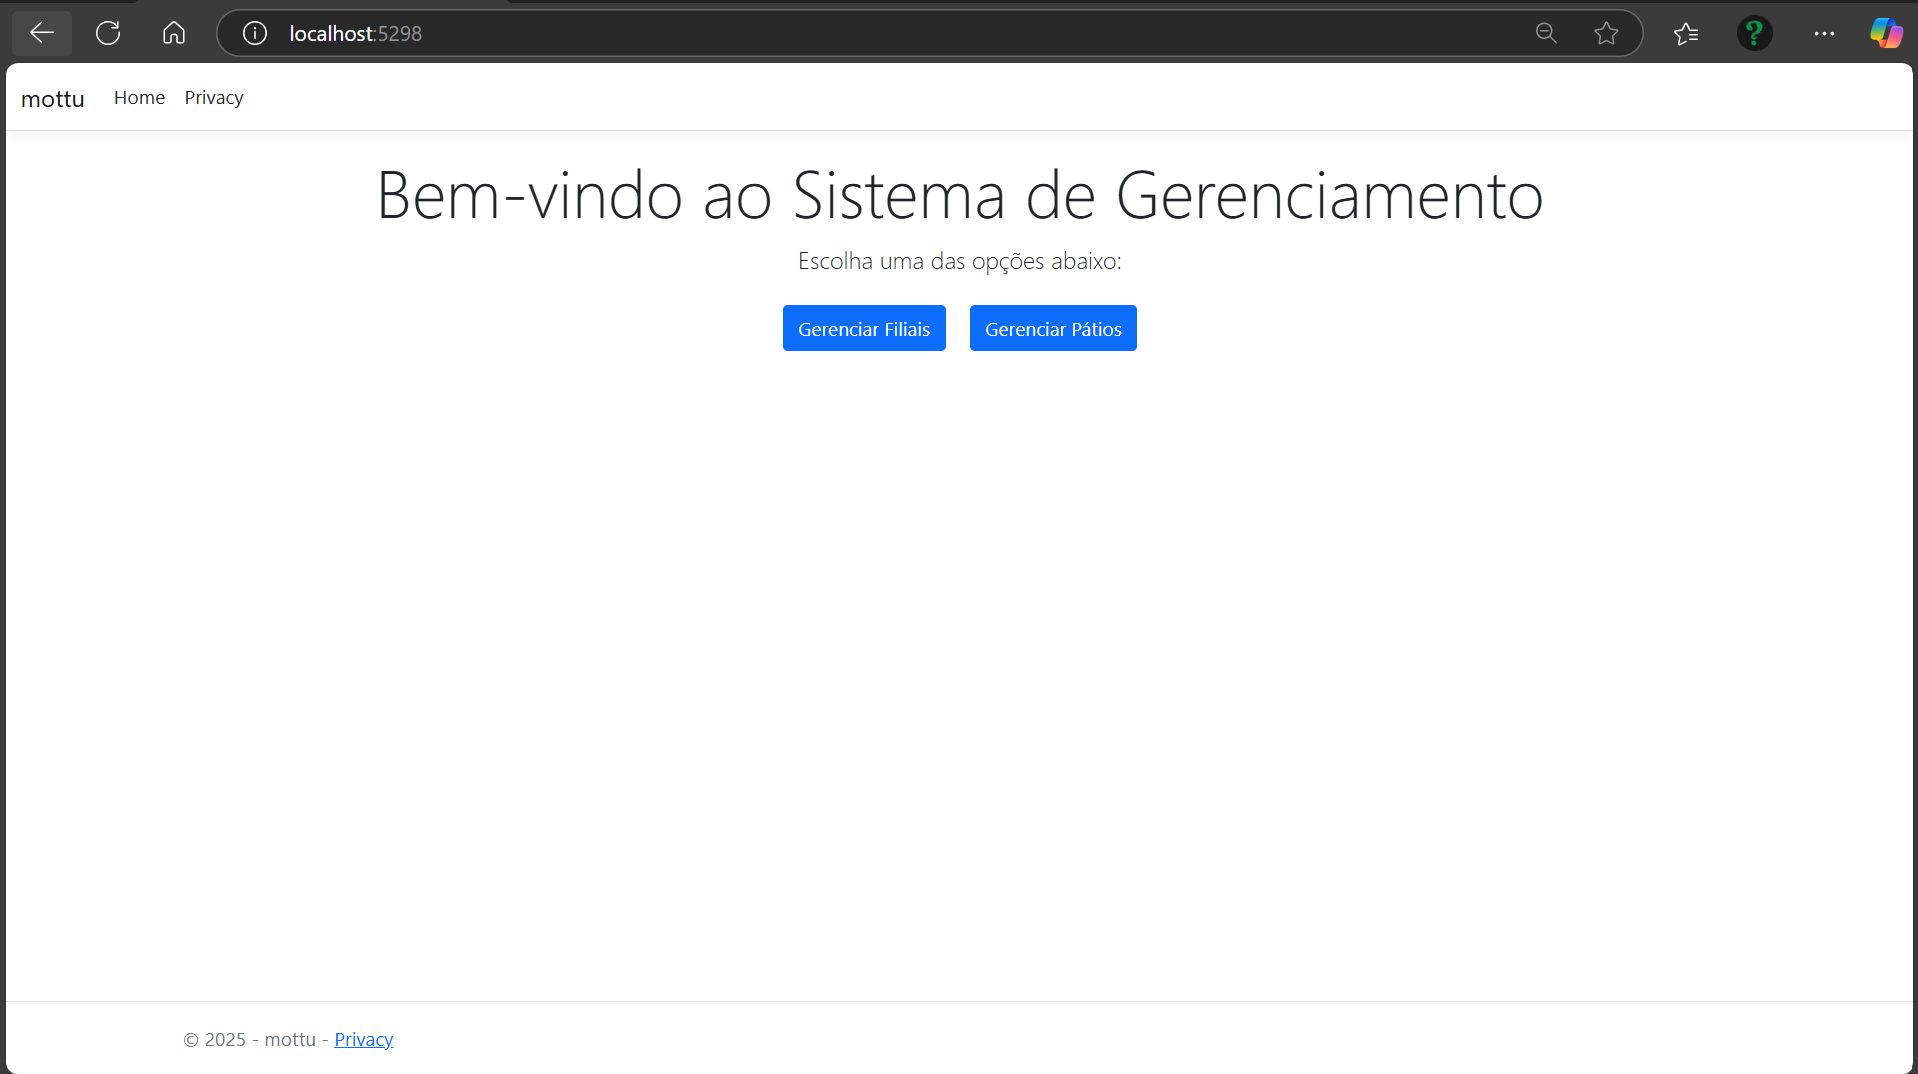 localhost:5298
mottu Home Privacy
Bem-vindo ao Sistema de Gerenciamento
Escolha uma das opções abaixo:
Gerenciar Filiais Gerenciar Pátios
© 2025 - mottu - Privacy